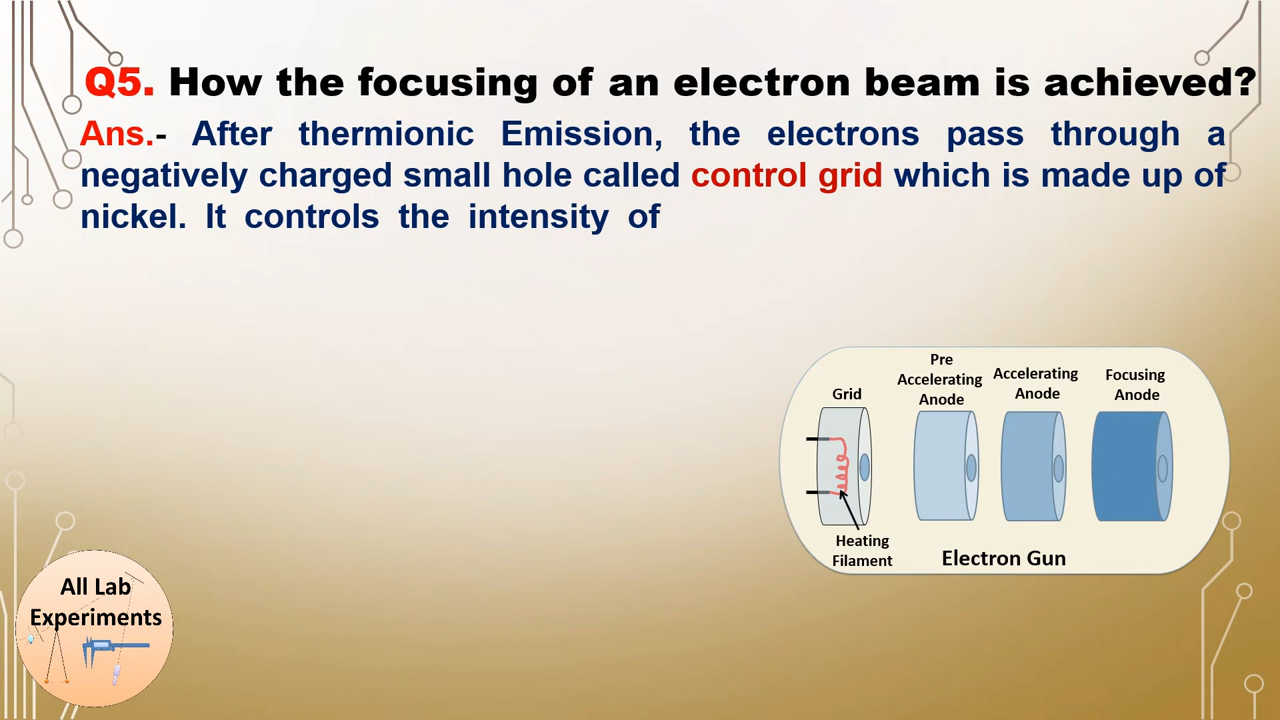 Q5. How the focusing of an electron beam is achieved?
Ans.- After thermionic Emission, the electrons pass through a
negatively charged small hole called control grid which is made up of
nickel. It controls the intensity of
Grid
Pre
Accelerating
Anode
Accelerating
Anode
Focusing
Anode
Heating
Filament
Electron Gun
All Lab
Experiments